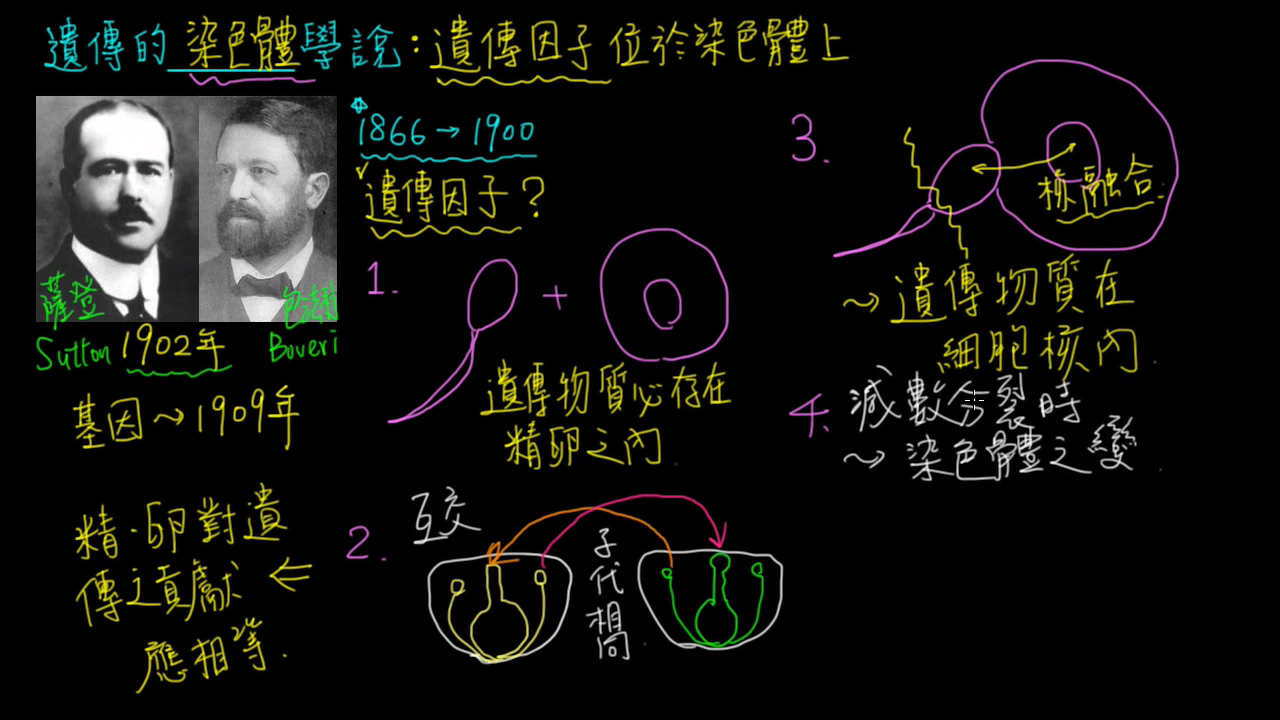 遺傳的染色體學說:遺傳因子位於染色體上
1866→1900
遺傳因子?
薩登
包法利
Sutton 1902年 Boveri
基因~1909年
1.
+
遺傳物質必存在
精卵之內.
2.
互交
子代相同.
精.卵對遺
傳之貢獻 ←
應相等.
3.
核融合.
~>遺傳物質在
細胞核內.
4.減數分裂時
~>染色體之變.